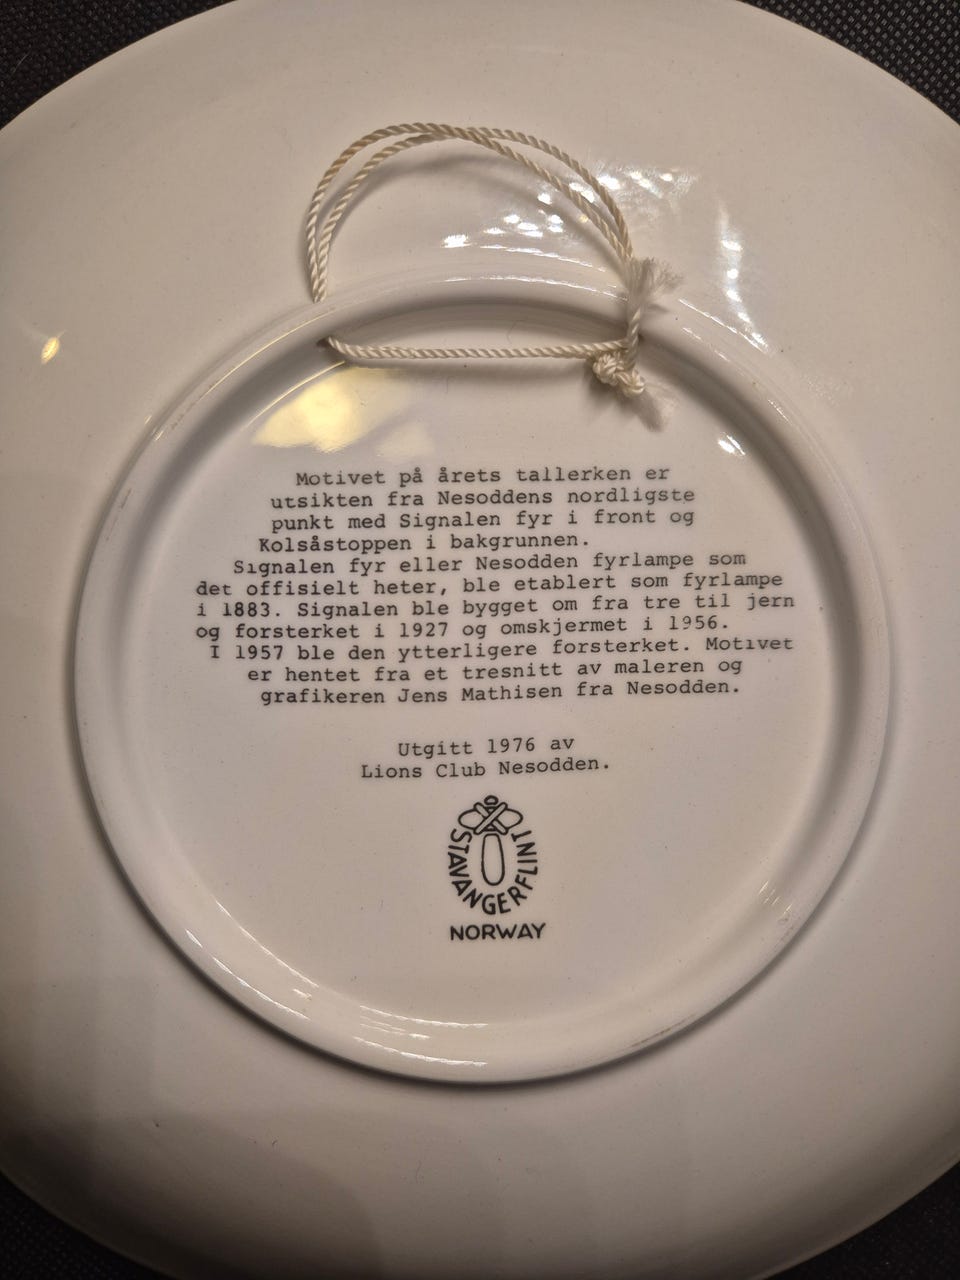 Motivet på årets tallerken er
utsikten fra Nesoddens nordligste
punkt med Signalen fyr i front og
Kolsåstoppen i bakgrunnen.
Signalen fyr eller Nesodden fyrlampe som
det offisielt heter, ble etablert som fyrlampe
i 1883. Signalen ble bygget om fra tre til jern
og forsterket i 1927 og omskjermet i 1956.
I 1957 ble den ytterligere forsterket. Motivet
er hentet fra et tresnitt av maleren og
grafikeren Jens Mathisen fra Nesodden.
Utgitt 1976 av
Lions Club Nesodden.
STAVANGERFLINT
NORWAY